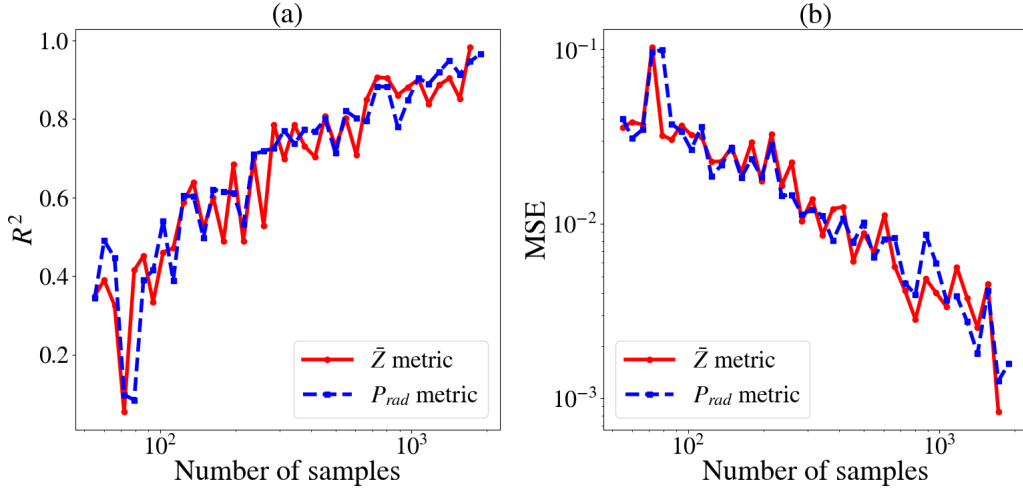 (a)
R²
1.0
0.8
0.6
0.4
0.2
Z̄ metric
P_rad metric
10²
10³
Number of samples
(b)
MSE
10⁻¹
10⁻²
10⁻³
Z̄ metric
P_rad metric
10²
10³
Number of samples